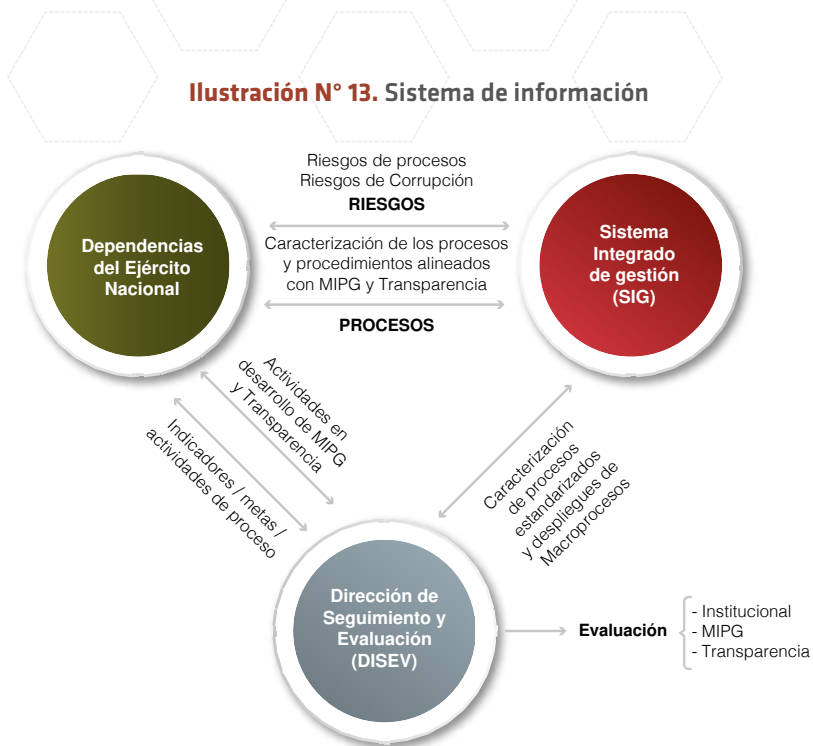 Ilustración N° 13. Sistema de información
Riesgos de procesos
Riesgos de Corrupción
RIESGOS
Dependencias
del Ejército
Nacional
Caracterización de los procesos
y procedimientos alineados
con MIPG y Transparencia
PROCESOS
Sistema
Integrado
de gestión
(SIG)
Actividades en
desarrollo de MIPG
y Transparencia
Indicadores / metas /
actividades de proceso
Caracterización
de procesos
estandarizados
y despliegues de
Macroprocesos
Dirección de
Seguimiento y
Evaluación
(DISEV)
Evaluación
- Institucional
- MIPG
- Transparencia